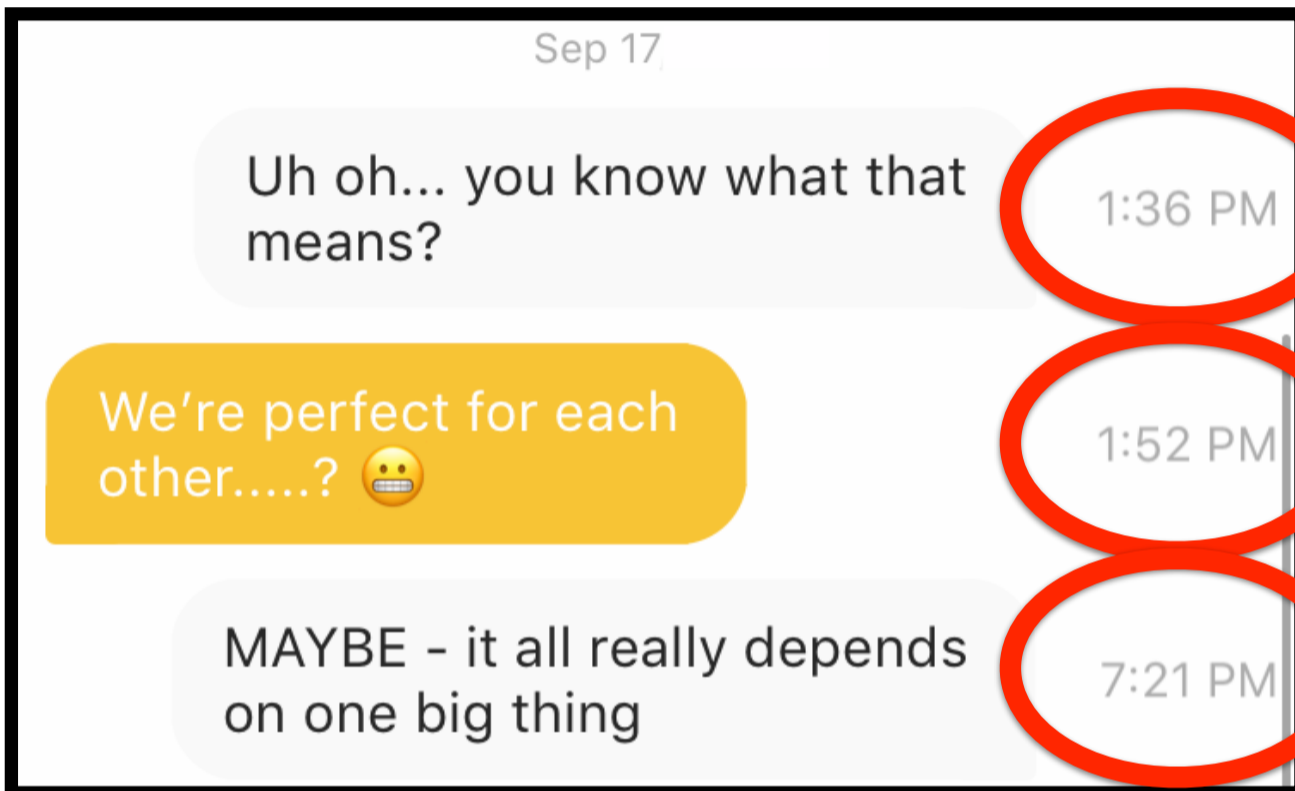 Sep 17
Uh oh... you know what that
means?
1:36 PM
We’re perfect for each
other.....? 😬
1:52 PM
MAYBE - it all really depends
on one big thing
7:21 PM